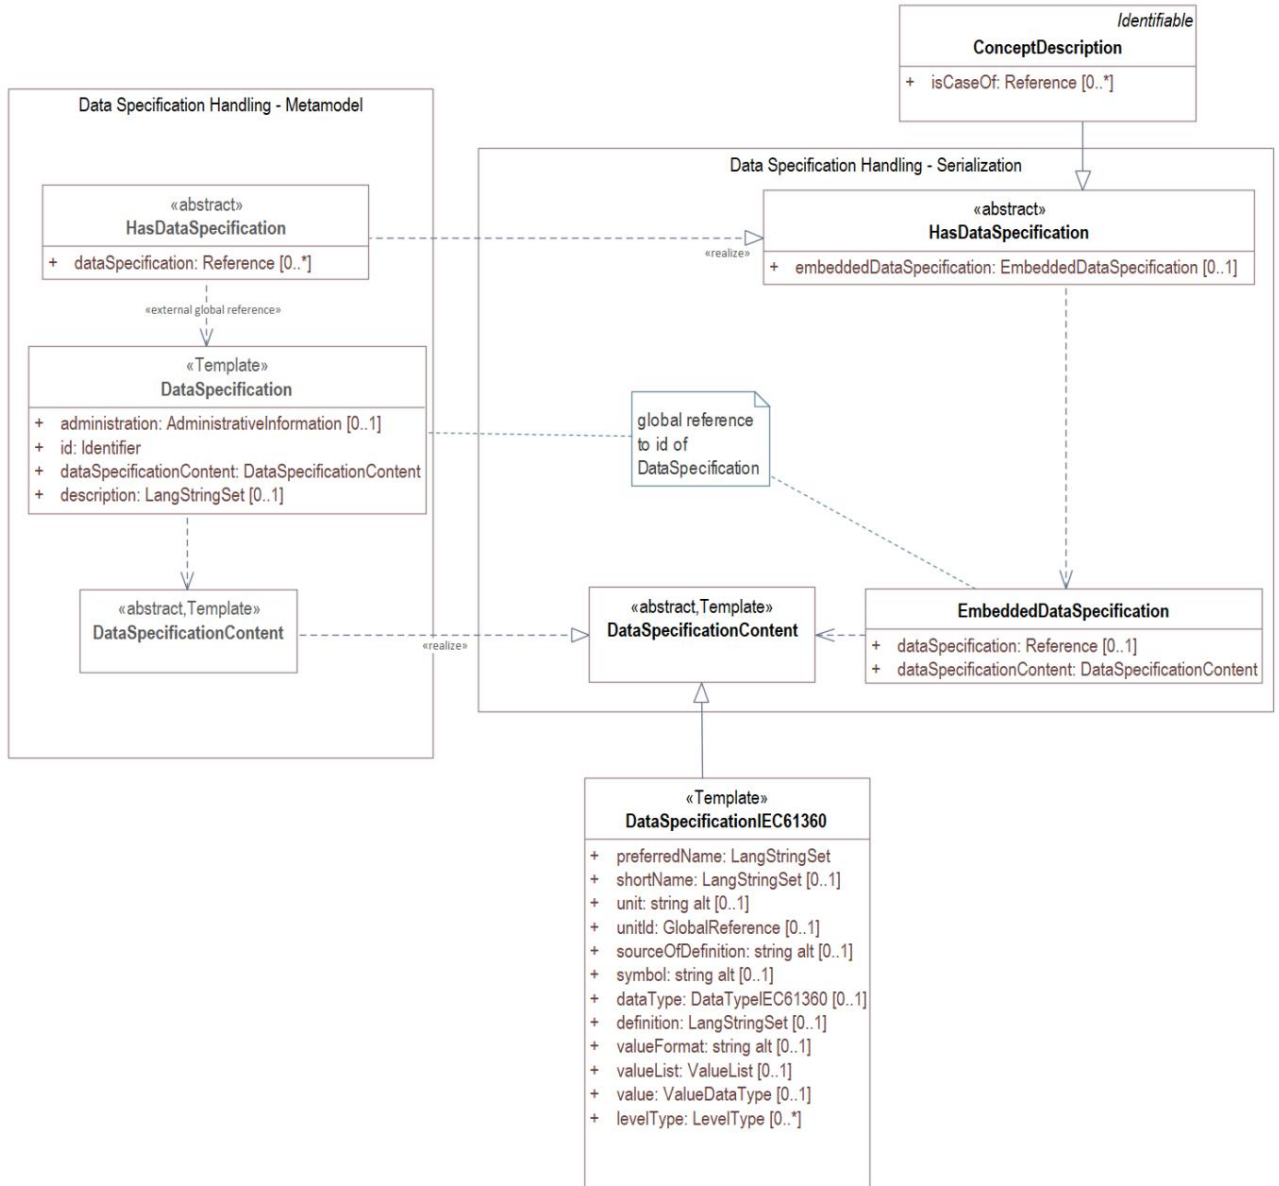 Identifiable
ConceptDescription
+ isCaseOf: Reference [0..*]
Data Specification Handling - Metamodel
«abstract»
HasDataSpecification
+ dataSpecification: Reference [0..*]
«external global reference»
«Template»
DataSpecification
+ administration: AdministrativeInformation [0..1]
+ id: Identifier
+ dataSpecificationContent: DataSpecificationContent
+ description: LangStringSet [0..1]
«abstract,Template»
DataSpecificationContent
«realize»
«realize»
Data Specification Handling - Serialization
«abstract»
HasDataSpecification
+ embeddedDataSpecification: EmbeddedDataSpecification [0..1]
global reference
to id of
DataSpecification
«abstract,Template»
DataSpecificationContent
EmbeddedDataSpecification
+ dataSpecification: Reference [0..1]
+ dataSpecificationContent: DataSpecificationContent
«Template»
DataSpecificationIEC61360
+ preferredName: LangStringSet
+ shortName: LangStringSet [0..1]
+ unit: string alt [0..1]
+ unitId: GlobalReference [0..1]
+ sourceOfDefinition: string alt [0..1]
+ symbol: string alt [0..1]
+ dataType: DataTypeIEC61360 [0..1]
+ definition: LangStringSet [0..1]
+ valueFormat: string alt [0..1]
+ valueList: ValueList [0..1]
+ value: ValueDataType [0..1]
+ levelType: LevelType [0..*]